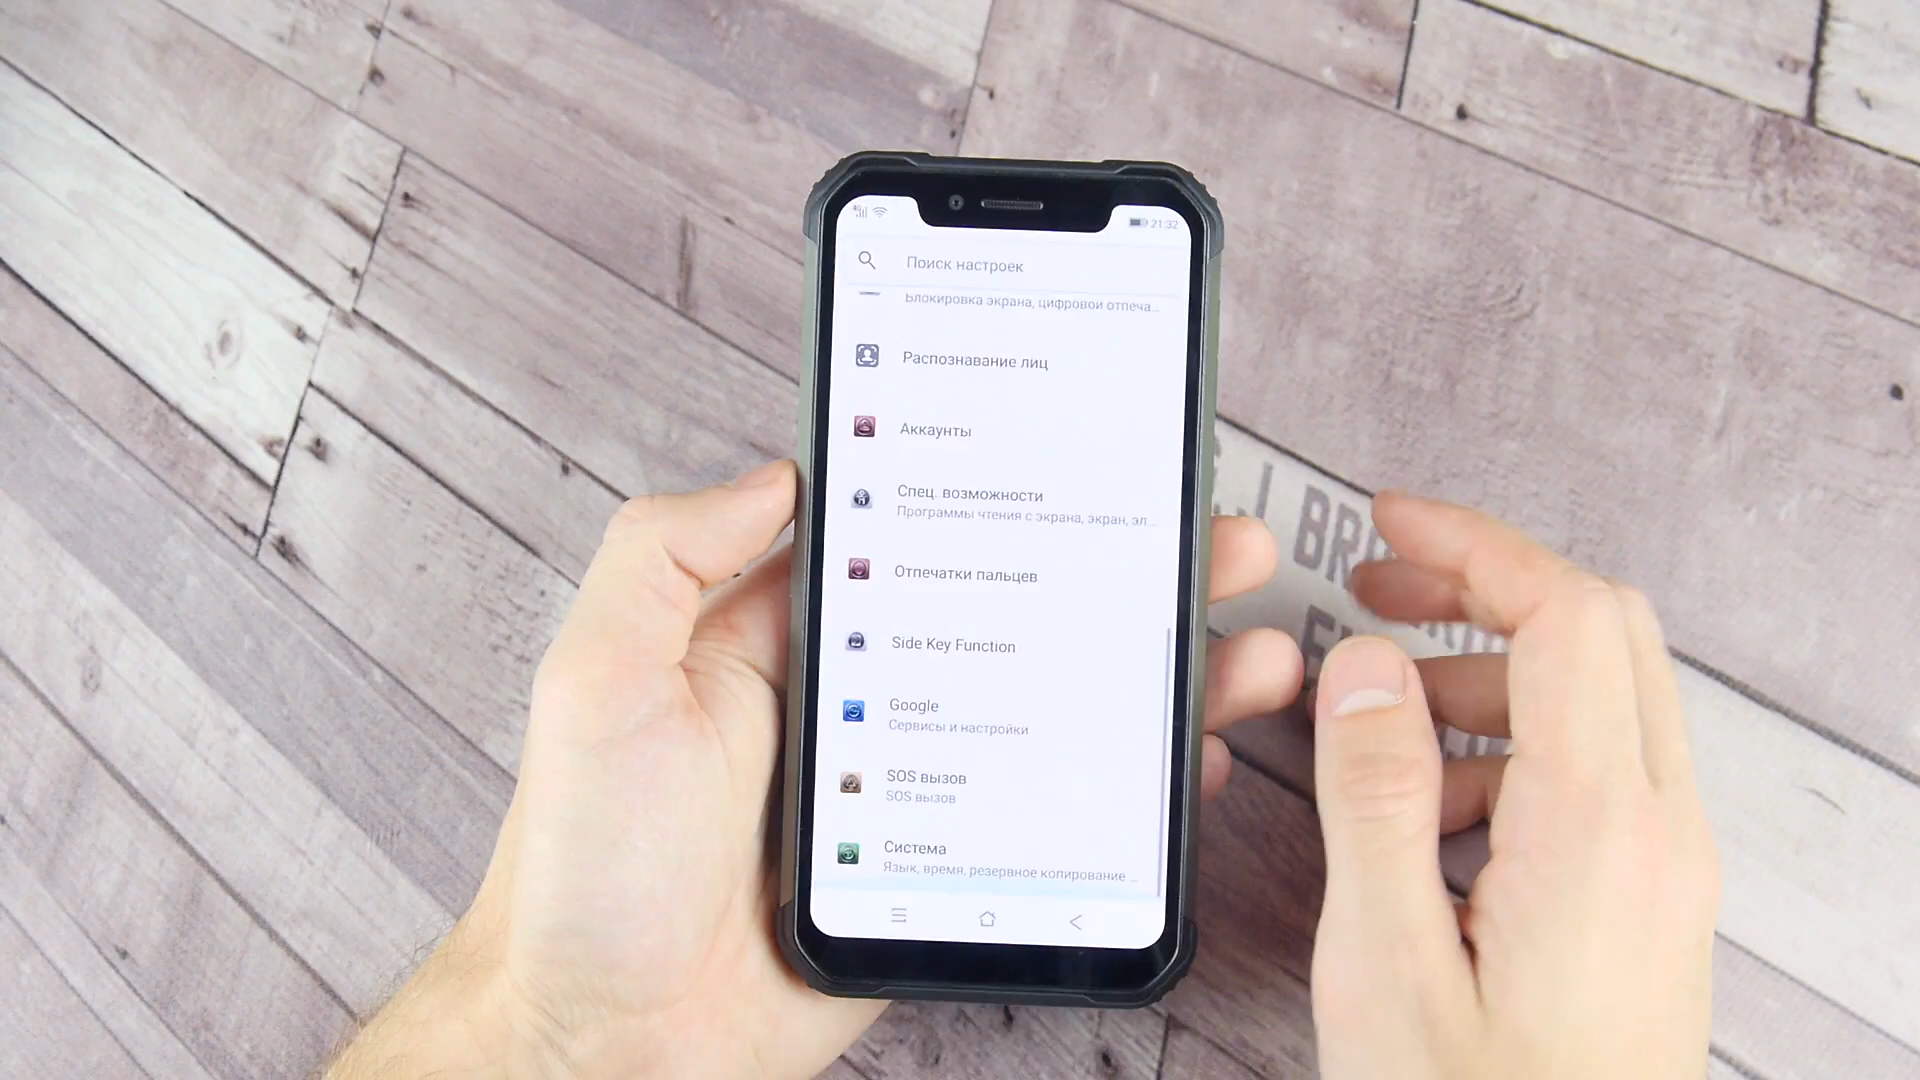 4G
21:32
Поиск настроек
Блокировка экрана, цифровой отпеча...
Распознавание лиц
Аккаунты
Спец. возможности
Программы чтения с экрана, экран, эл...
Отпечатки пальцев
Side Key Function
Google
Сервисы и настройки
SOS вызов
SOS вызов
Система
Язык, время, резервное копирование ...